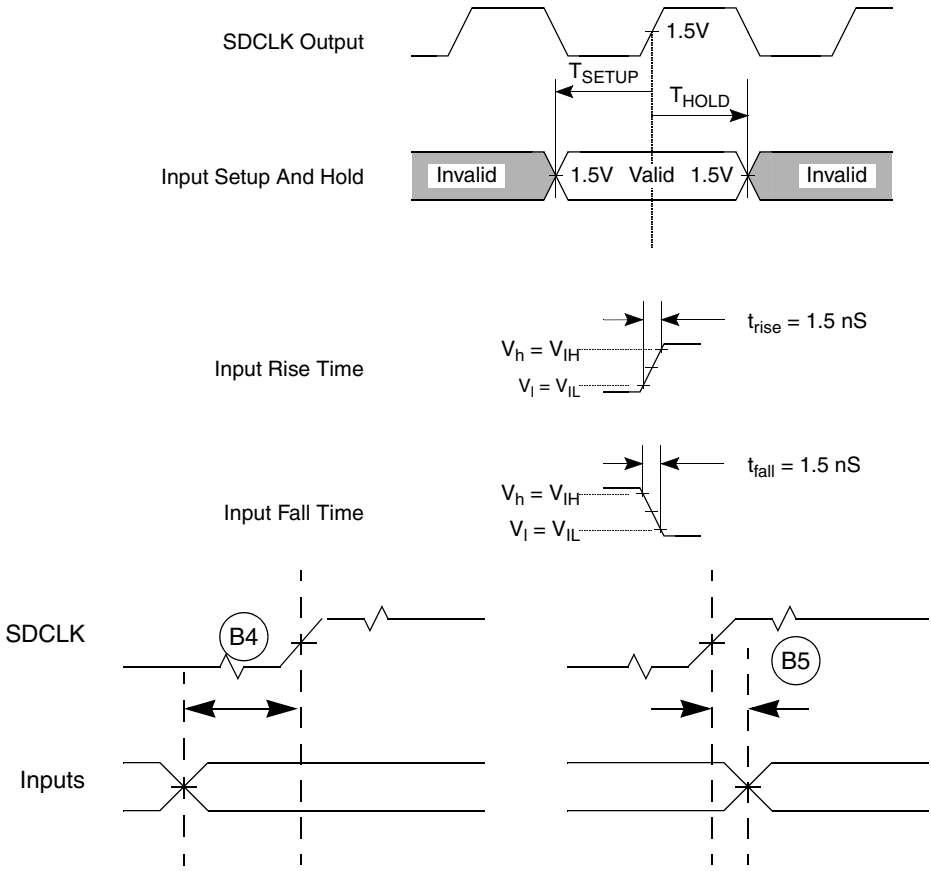 SDCLK Output
1.5V
TSETUP
THOLD
Input Setup And Hold
Invalid 1.5V Valid 1.5V Invalid
trise = 1.5 nS
Vh = VIH
Input Rise Time
Vl = VIL
tfall = 1.5 nS
Vh = VIH
Input Fall Time
Vl = VIL
SDCLK
B4
B5
Inputs